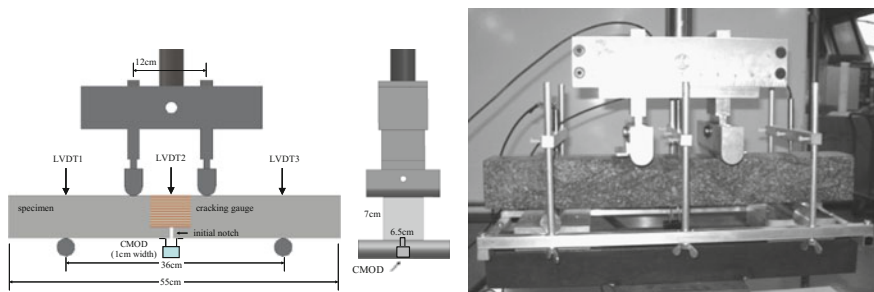 12cm
LVDT1
LVDT2
LVDT3
specimen
cracking gauge
initial notch
CMOD
(1cm width)
36cm
55cm
7cm
6.5cm
CMOD